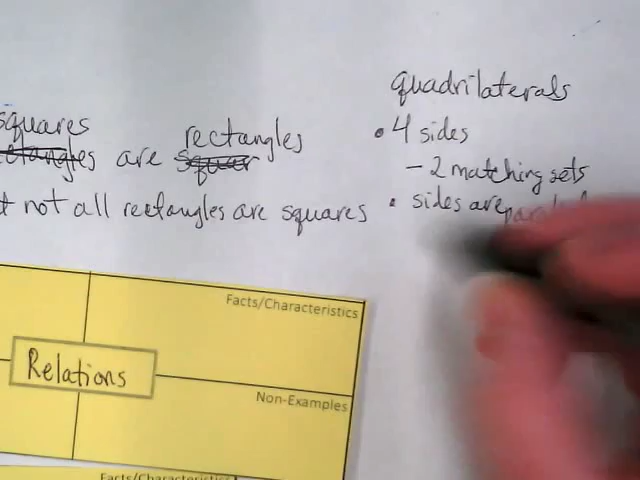 quadrilaterals
squares
rectangles
• 4 sides
are
- 2 matching sets
not all rectangles are squares
• sides are
Facts/Characteristics
Relations
Non-Examples
Facts/Characteristics